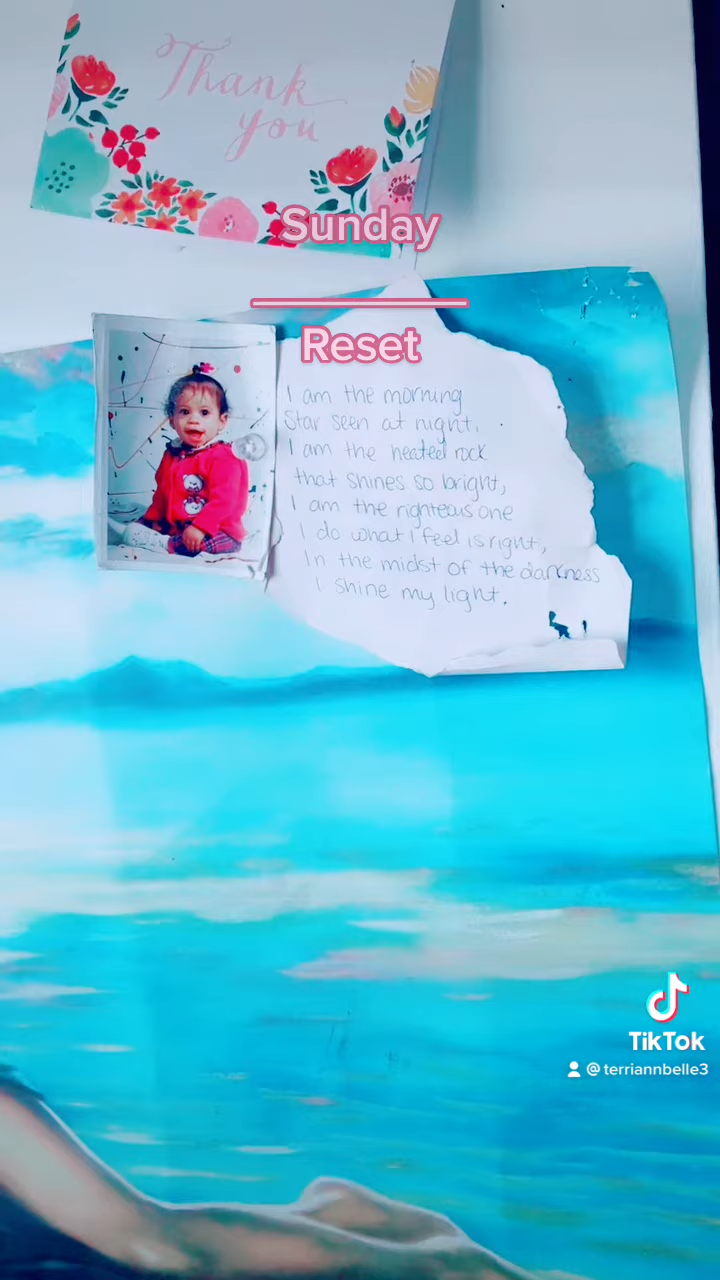 Thank
you
Sunday
Reset
I am the morning
Star seen at night.
I am the heated rock
that shines so bright,
I am the righteous one
I do what I feel is right,
In the midst of the darkness
I shine my light.
TikTok
@terriannbelle3